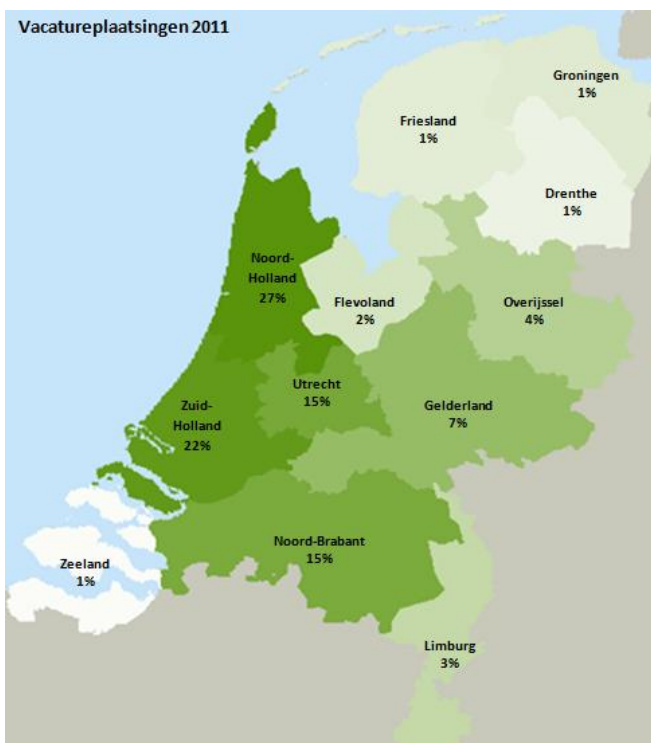 Vacatureplaatsingen 2011
Groningen
1%
Friesland
1%
Drenthe
1%
Noord-
Holland
27%
Flevoland
2%
Overijssel
4%
Utrecht
15%
Zuid-
Holland
22%
Gelderland
7%
Noord-Brabant
15%
Zeeland
1%
Limburg
3%